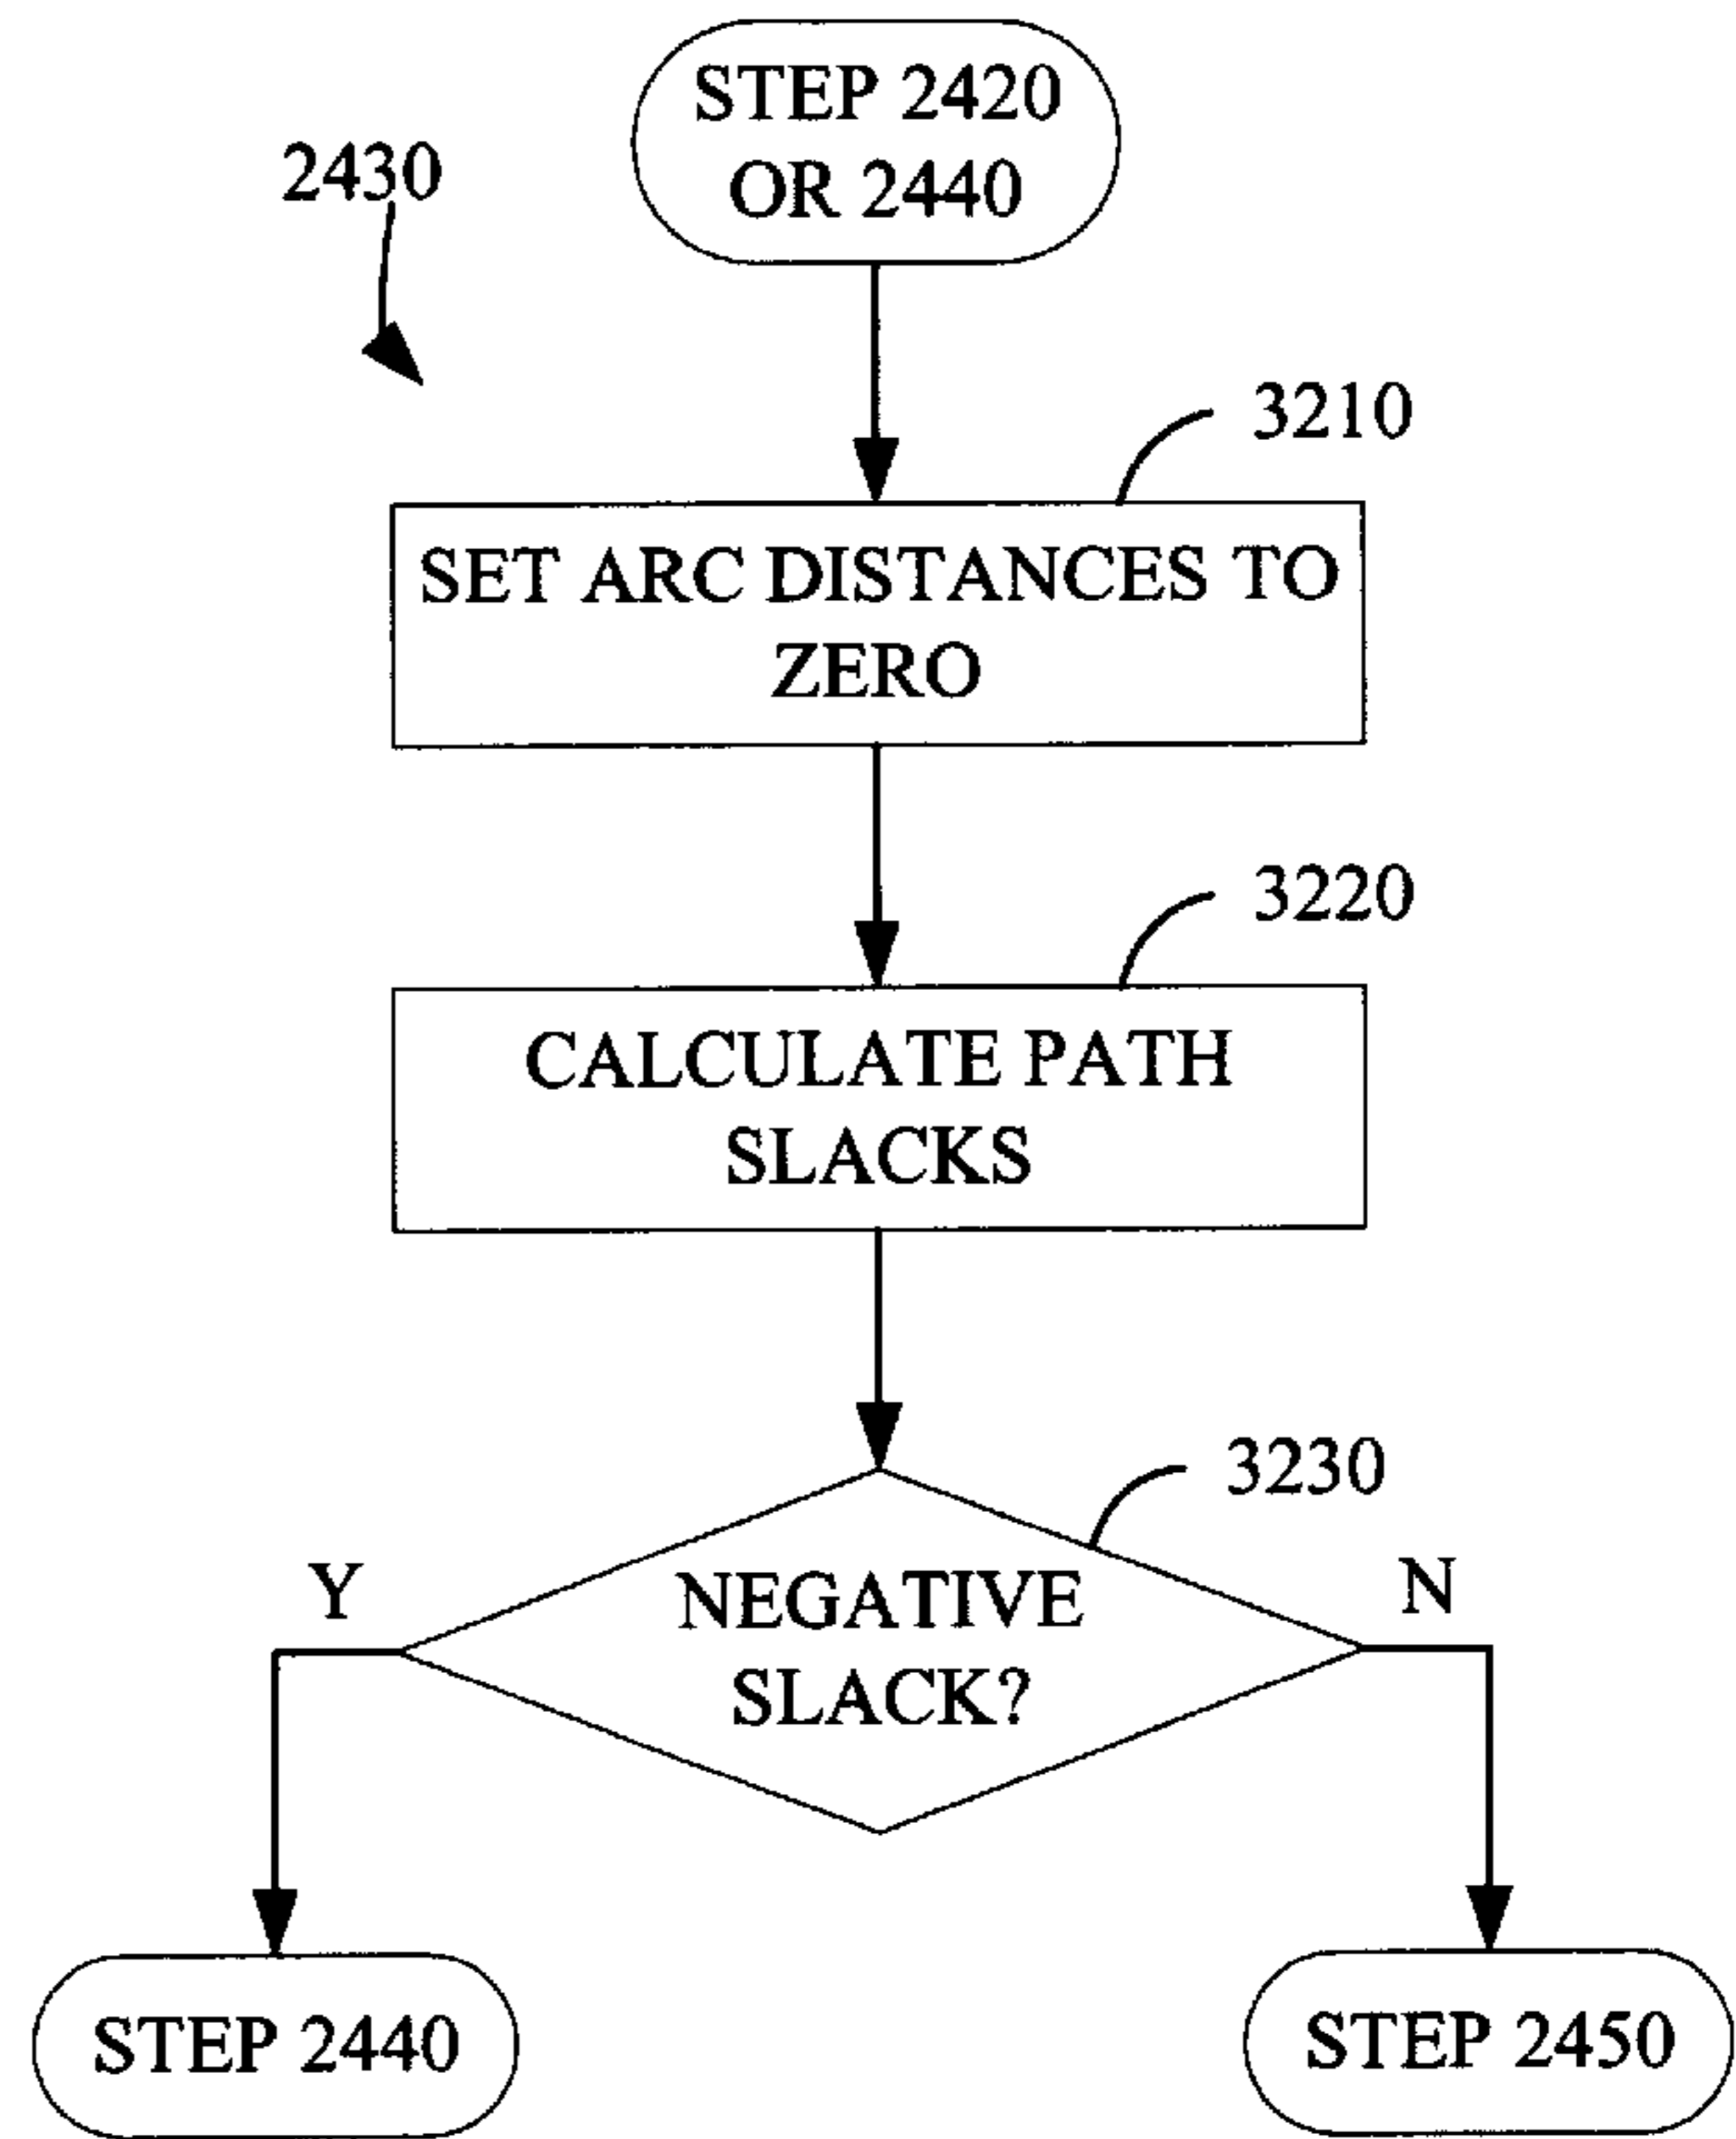 STEP 2420
OR 2440
2430
3210
SET ARC DISTANCES TO
ZERO
3220
CALCULATE PATH
SLACKS
3230
Y
NEGATIVE
SLACK?
N
STEP 2440
STEP 2450